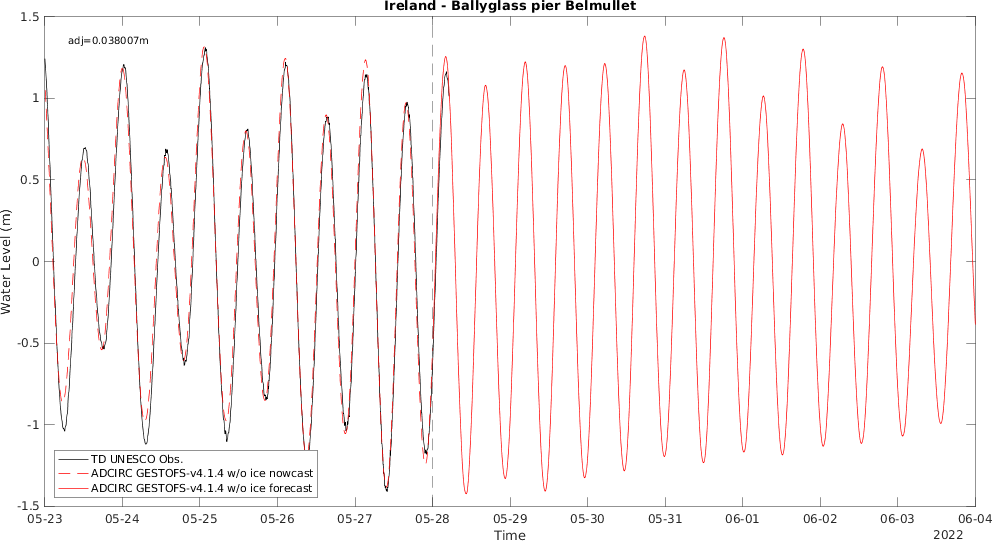 Ireland - Ballyglass pier Belmullet
adj=0.038007m
1.5
1
0.5
0
-0.5
-1
-1.5
Water Level (m)
TD UNESCO Obs.
ADCIRC GESTOFS-v4.1.4 w/o ice nowcast
ADCIRC GESTOFS-v4.1.4 w/o ice forecast
05-23 05-24 05-25 05-26 05-27 05-28 05-29 05-30 05-31 06-01 06-02 06-03 06-04
Time
2022